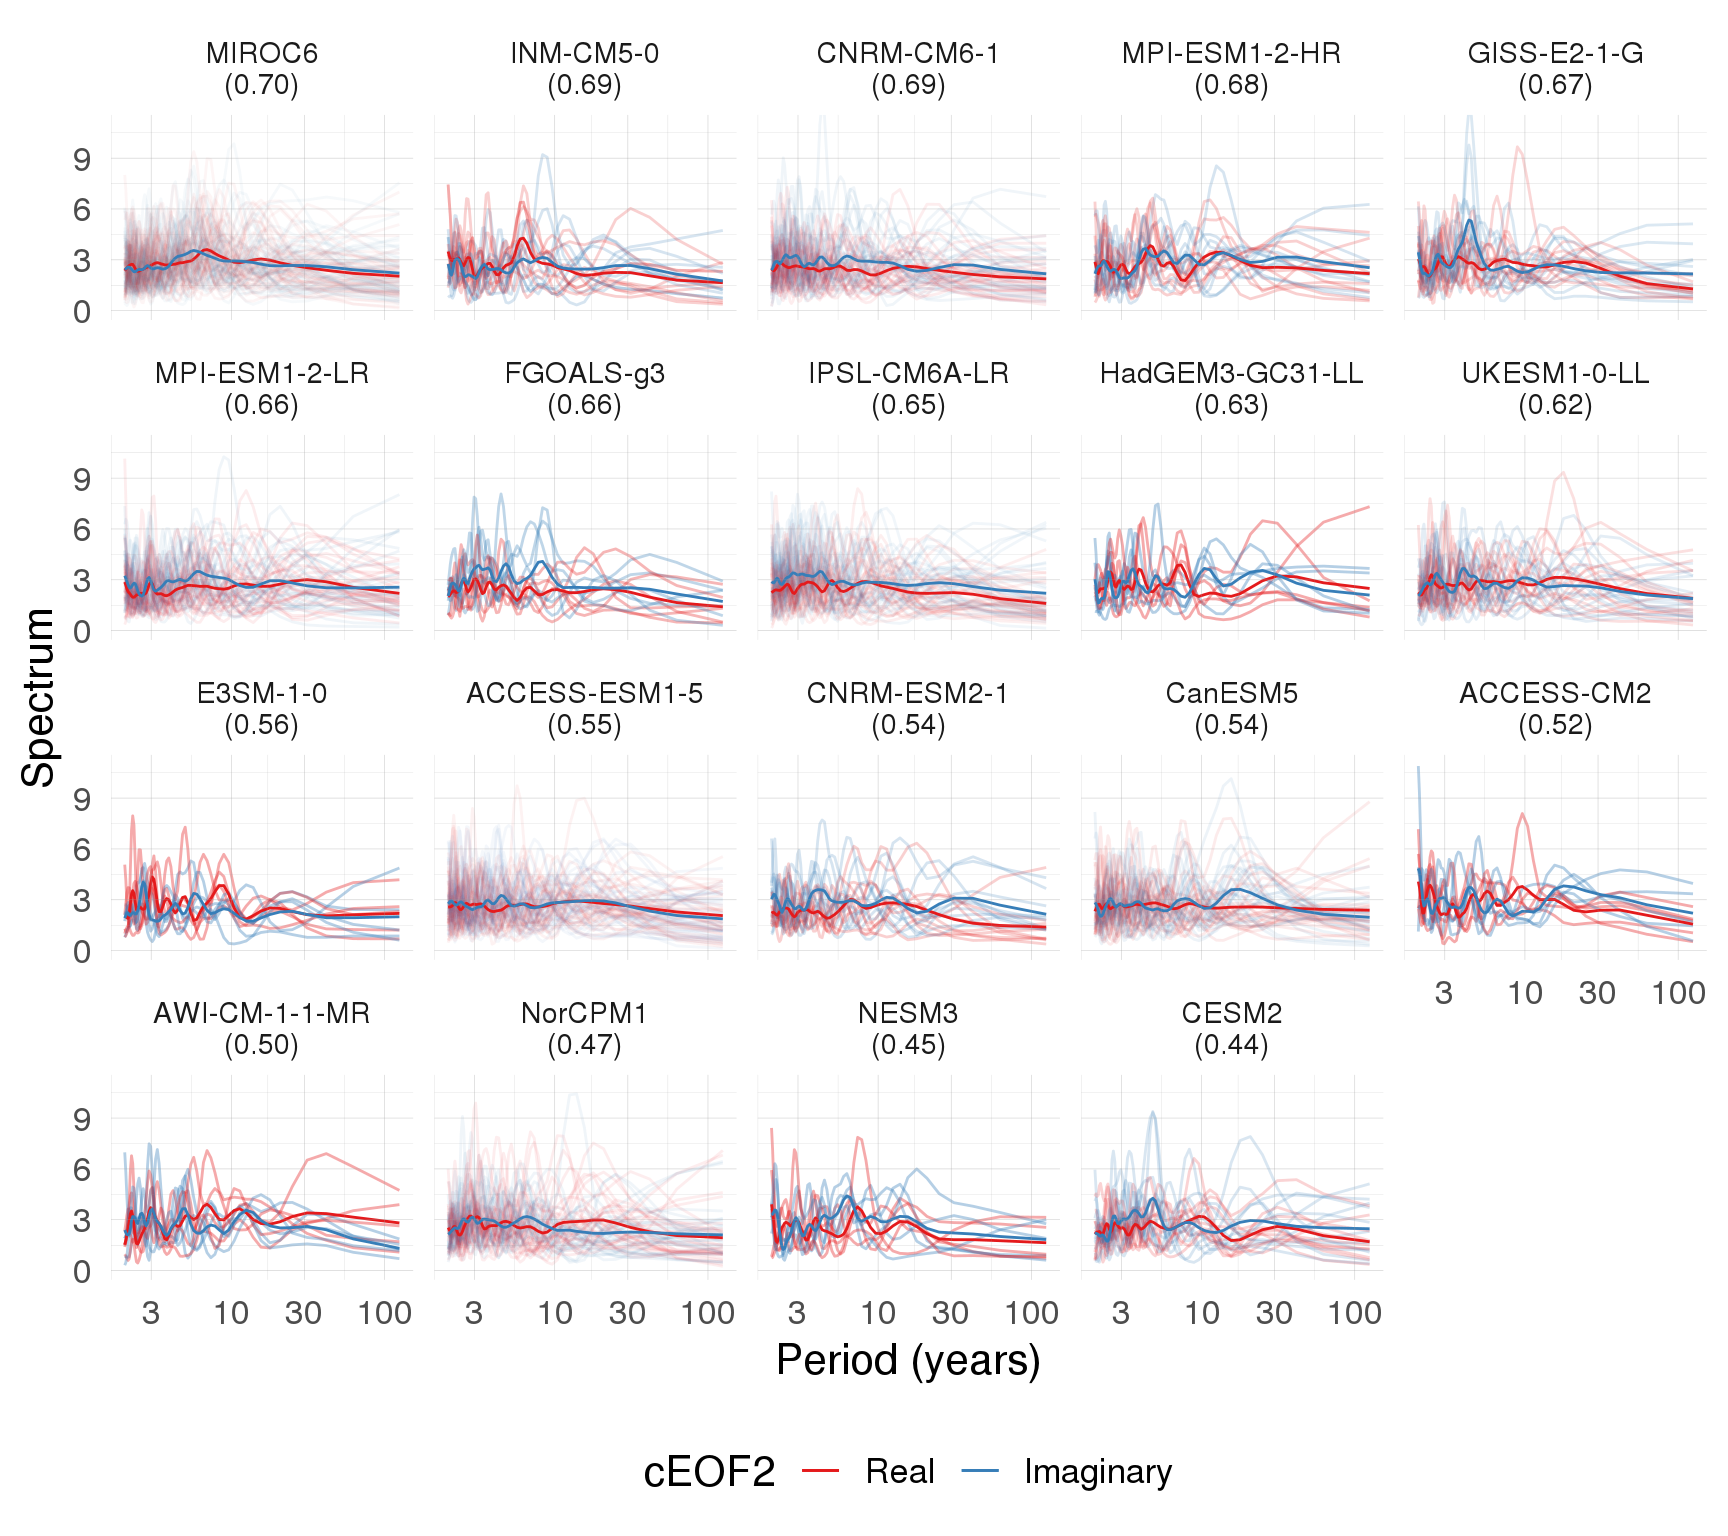 MIROC6 INM-CM5-0 CNRM-CM6-1 MPI-ESM1-2-HR GISS-E2-1-G
(0.70) (0.69) (0.69) (0.68) (0.67)
9
6
3
0
MPI-ESM1-2-LR FGOALS-g3 IPSL-CM6A-LR HadGEM3-GC31-LL UKESM1-0-LL
(0.66) (0.66) (0.65) (0.63) (0.62)
9
6
3
0
Spectrum
E3SM-1-0 ACCESS-ESM1-5 CNRM-ESM2-1 CanESM5 ACCESS-CM2
(0.56) (0.55) (0.54) (0.54) (0.52)
9
6
3
0
3 10 30 100
AWI-CM-1-1-MR NorCPM1 NESM3 CESM2
(0.50) (0.47) (0.45) (0.44)
9
6
3
0
3 10 30 100 3 10 30 100 3 10 30 100 3 10 30 100
Period (years)
cEOF2 Real Imaginary